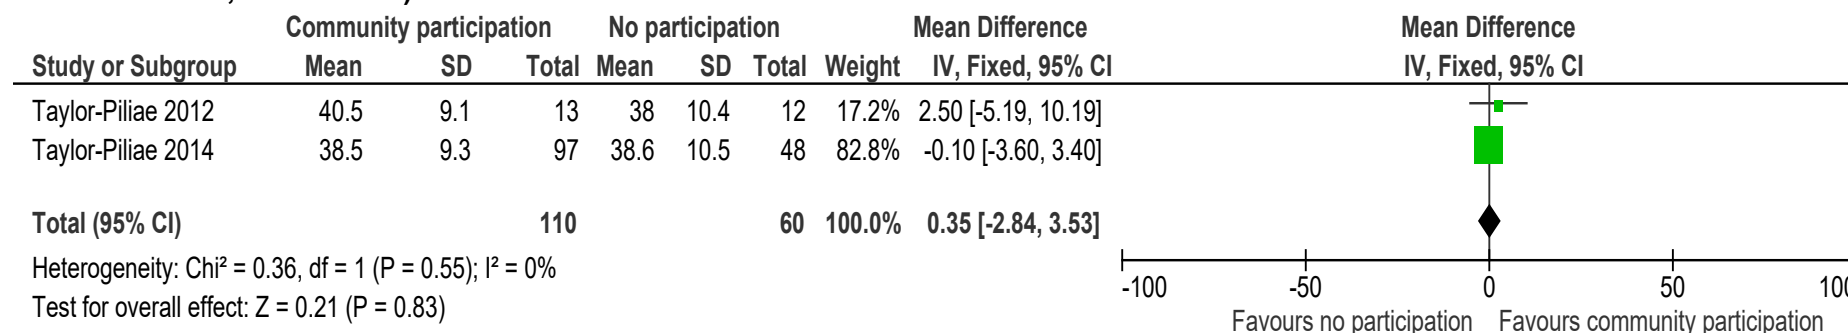 Community participation No participation Mean Difference Mean Difference
Study or Subgroup Mean SD Total Mean SD Total Weight IV, Fixed, 95% CI IV, Fixed, 95% CI
Taylor-Piliae 2012 40.5 9.1 13 38 10.4 12 17.2% 2.50 [-5.19, 10.19]
Taylor-Piliae 2014 38.5 9.3 97 38.6 10.5 48 82.8% -0.10 [-3.60, 3.40]
Total (95% CI) 110 60 100.0% 0.35 [-2.84, 3.53]
Heterogeneity: Chi² = 0.36, df = 1 (P = 0.55); I² = 0%
Test for overall effect: Z = 0.21 (P = 0.83)
-100 -50 0 50 100
Favours no participation Favours community participation